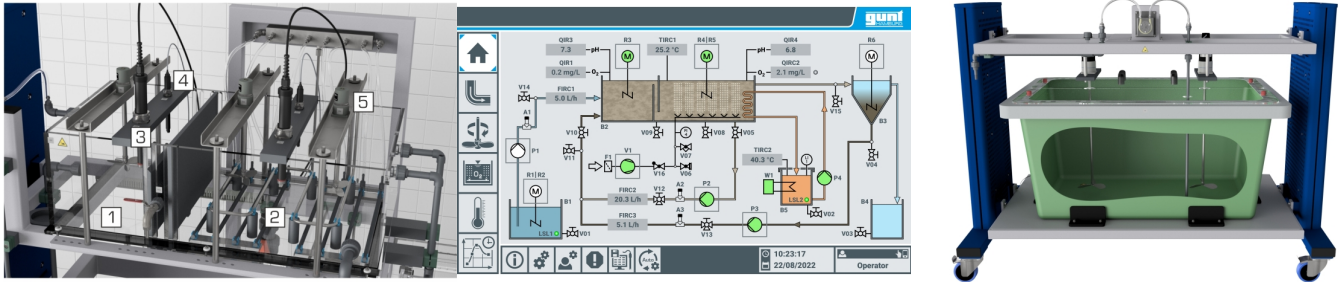 1
2
3
4
5
gunt
HAMBURG
QIR3
7.3
pH
R3
M
TIRC1
25.2 °C
R4|R5
M
QIR4
pH
6.8
R6
M
QIR1
0.2 mg/L
O₂
QIRC2
O₂
2.1 mg/L
V14
FIRC1
5.0 L/h
A1
B2
V10
V09
V08
V05
V15
B3
P1
V11
V07
F1
V1
V16
V06
TIRC2
40.3 °C
V04
R1|R2
M
FIRC2
20.3 L/h
V12
A2
P2
W1
P4
B1
A3
P3
B5
LSL2
B4
LSL1
V01
FIRC3
5.1 L/h
V13
V02
V03
O₂
Auto
10:23:17
22/08/2022
Operator